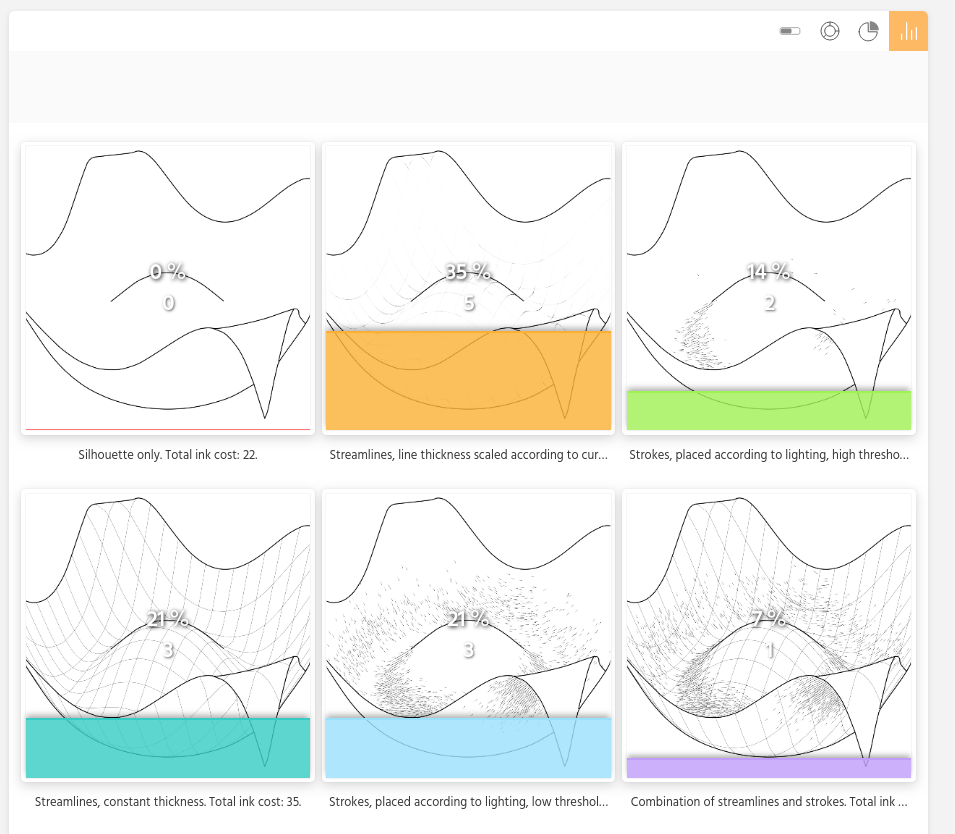 0 %
0
35 %
5
14 %
2
Silhouette only. Total ink cost: 22.
Streamlines, line thickness scaled according to cur...
Strokes, placed according to lighting, high thresho...
21 %
3
21 %
3
7 %
1
Streamlines, constant thickness. Total ink cost: 35.
Strokes, placed according to lighting, low threshol...
Combination of streamlines and strokes. Total ink ...